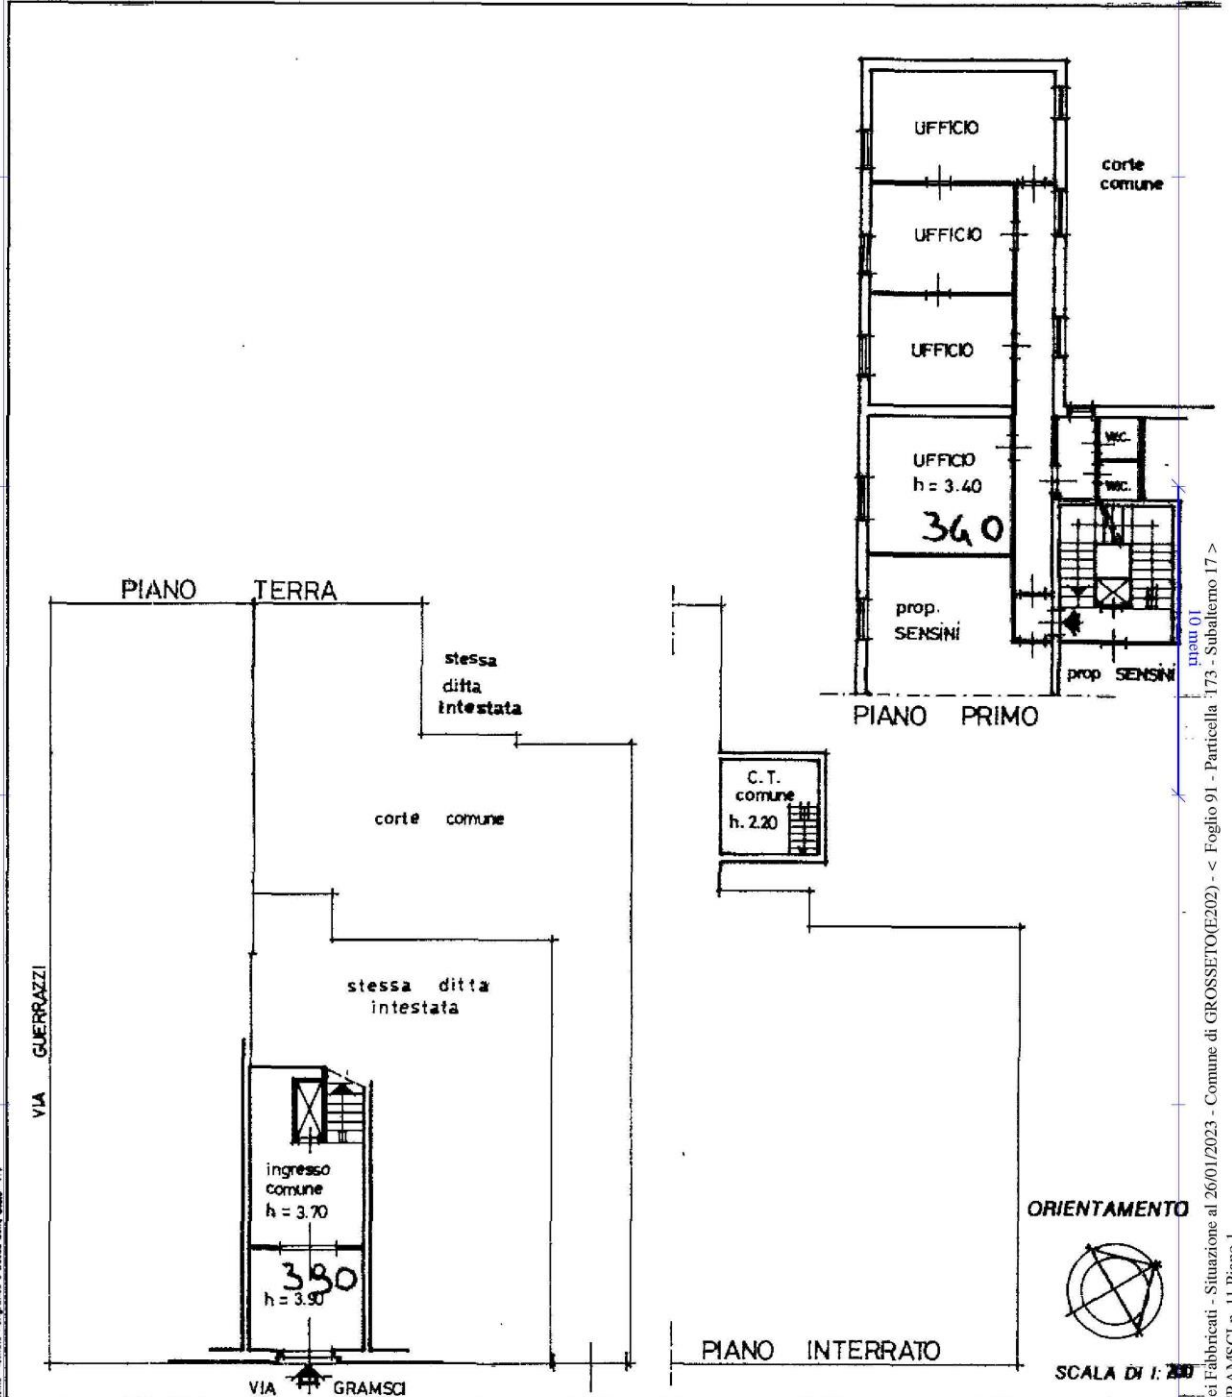 UFFICIO
corte
comune
UFFICIO
UFFICIO
UFFICIO
h = 3.40
340
W.C.
W.C.
prop.
SENSINI
prop SENSINI
PIANO PRIMO
PIANO TERRA
stessa
ditta
intestata
corte comune
C. T.
comune
h. 2.20
stessa ditta
intestata
VIA GUERRAZZI
ingresso
comune
h = 3.70
390
h = 3.90
VIA GRAMSCI
PIANO INTERRATO
ORIENTAMENTO
SCALA DI 1:
10 metri
ei Fabbricati - Situazione al 26/01/2023 - Comune di GROSSETO(E202) - < Foglio 91 - Particella 173 - Subalterno 17 >